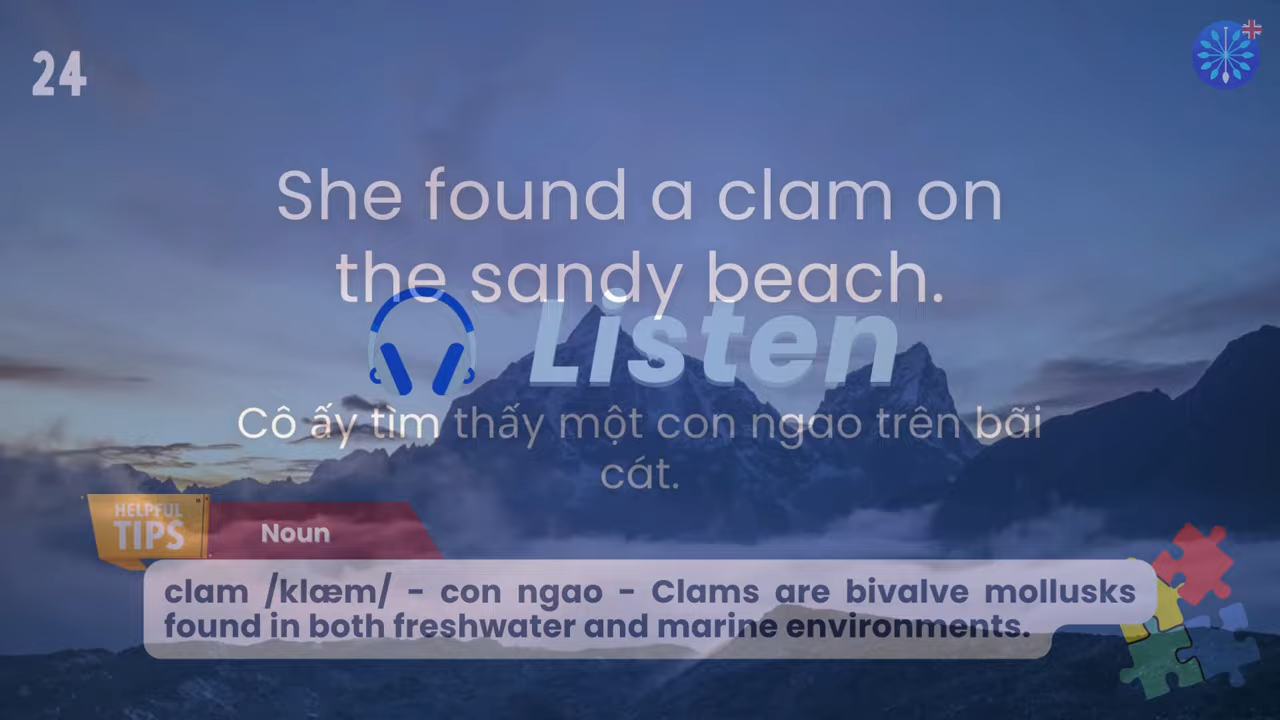 24
She found a clam on
the sandy beach.
Listen
Cô ấy tìm thấy một con ngao trên bãi
cát.
HELPFUL
TIPS
Noun
clam /klæm/ - con ngao - Clams are bivalve mollusks
found in both freshwater and marine environments.